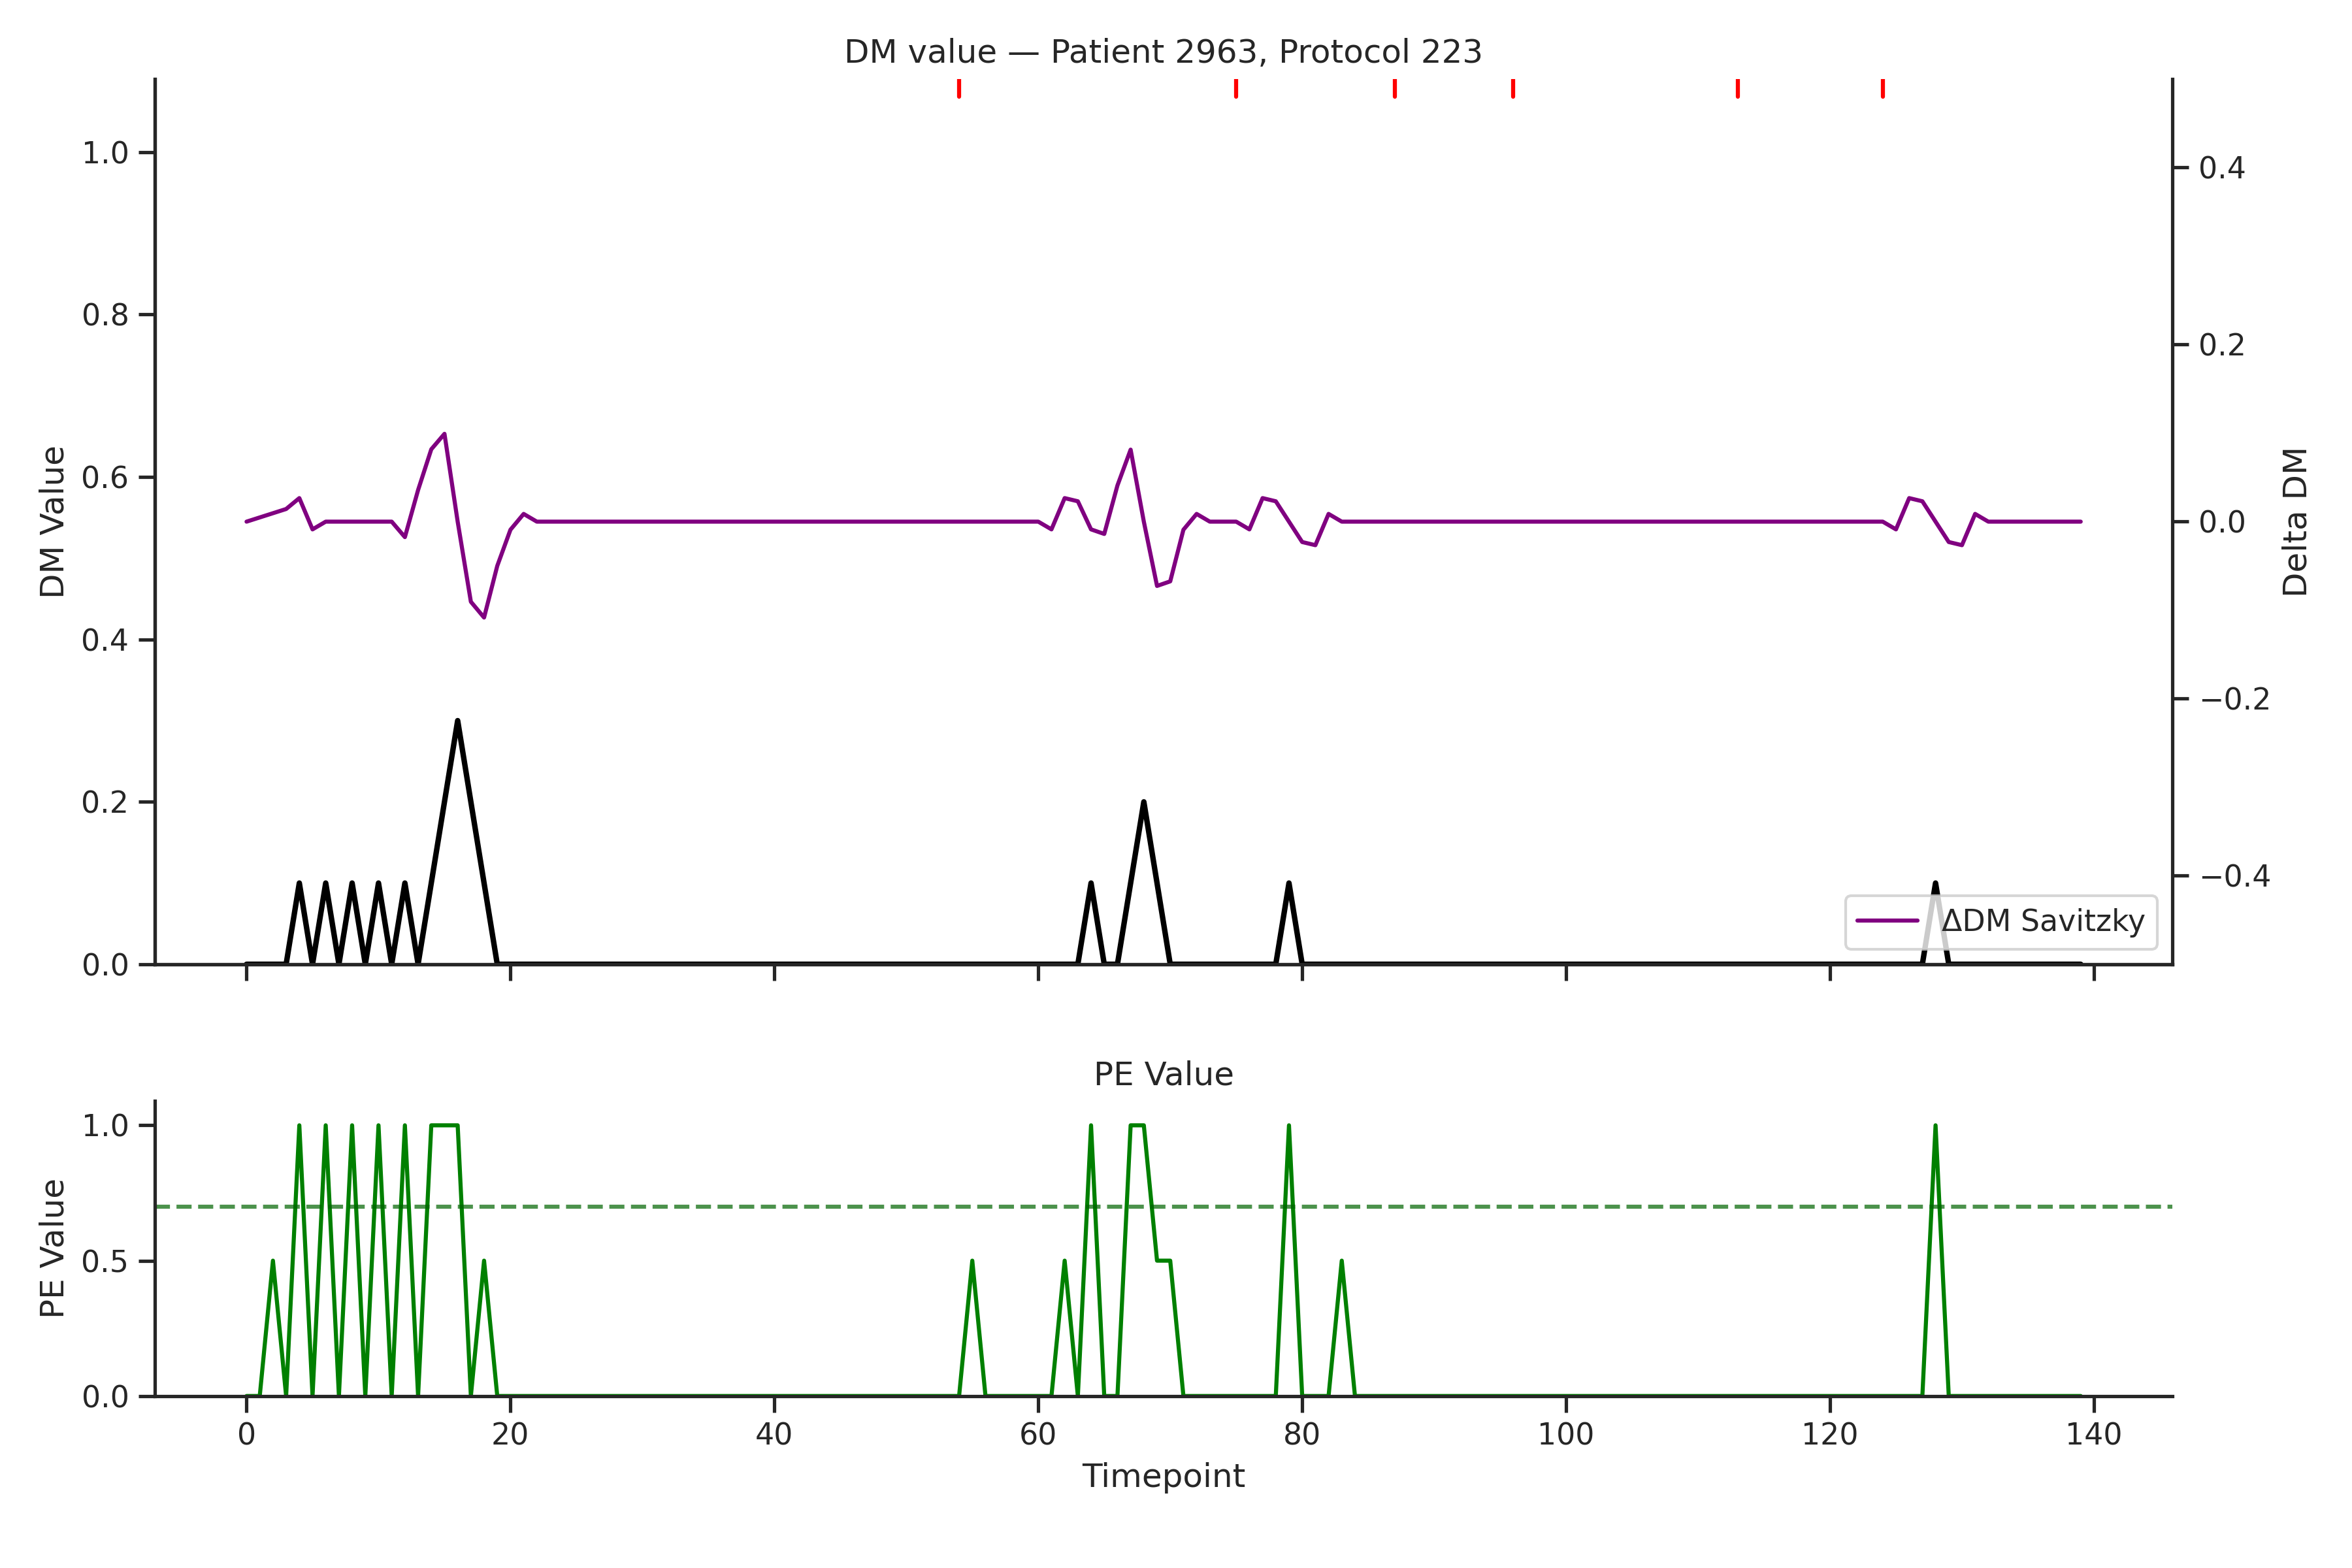 DM value — Patient 2963, Protocol 223
1.0
0.8
0.6
0.4
0.2
0.0
DM Value
0.4
0.2
0.0
−0.2
−0.4
Delta DM
ΔDM Savitzky
PE Value
1.0
0.5
0.0
PE Value
0 20 40 60 80 100 120 140
Timepoint